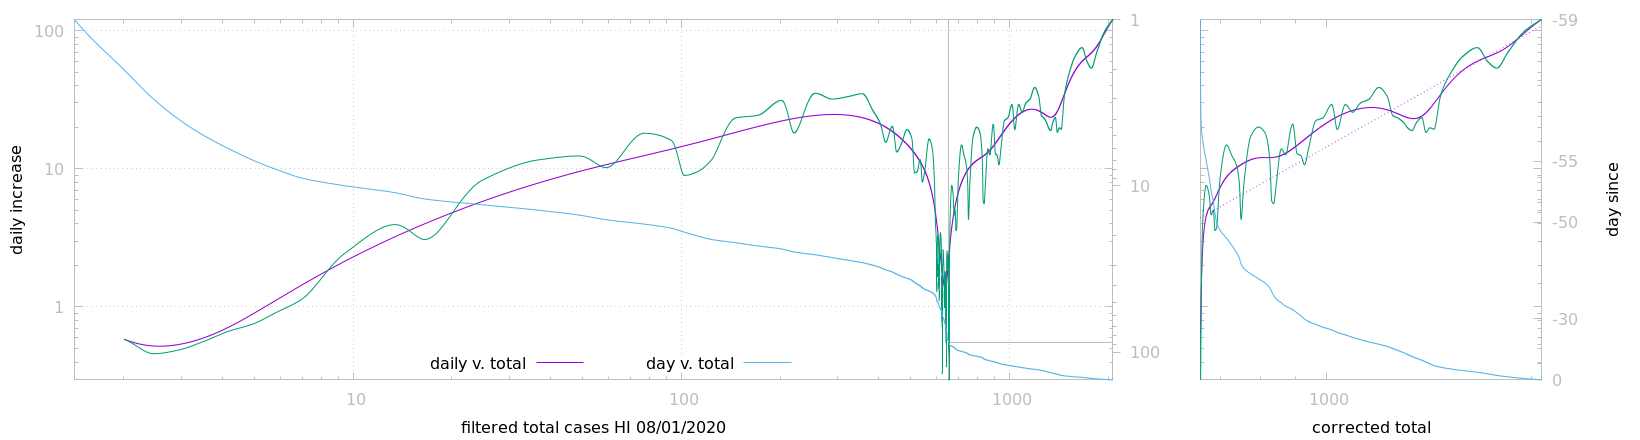 100
10
1
daily increase
1
10
100
daily v. total
day v. total
10
100
1000
filtered total cases HI 08/01/2020
-59
-55
-50
-30
0
day since
1000
corrected total